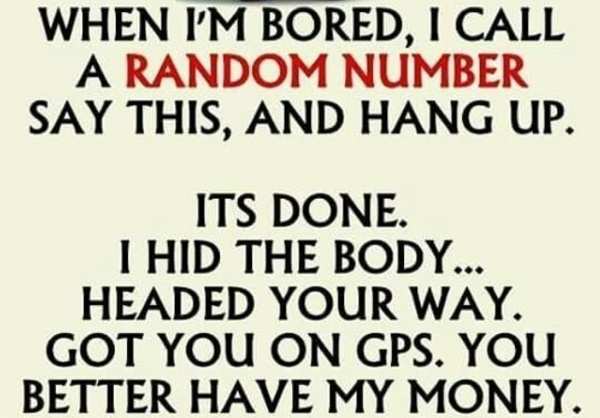 WHEN I'M BORED, I CALL
A RANDOM NUMBER
SAY THIS, AND HANG UP.
ITS DONE.
I HID THE BODY...
HEADED YOUR WAY.
GOT YOU ON GPS. YOU
BETTER HAVE MY MONEY.